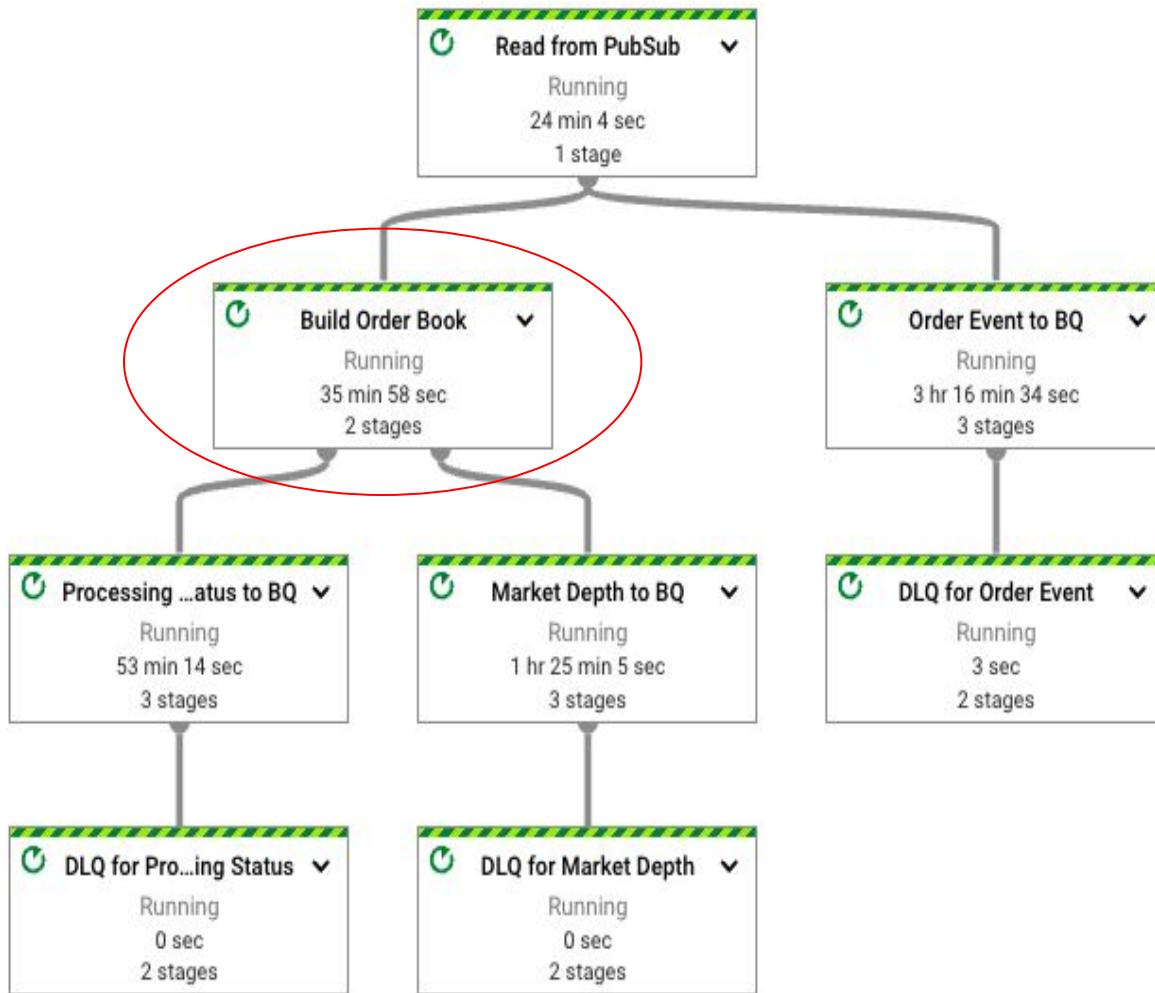 Read from PubSub
Running
24 min 4 sec
1 stage
Build Order Book
Running
35 min 58 sec
2 stages
Order Event to BQ
Running
3 hr 16 min 34 sec
3 stages
Processing ...atus to BQ
Running
53 min 14 sec
3 stages
Market Depth to BQ
Running
1 hr 25 min 5 sec
3 stages
DLQ for Order Event
Running
3 sec
2 stages
DLQ for Pro...ing Status
Running
0 sec
2 stages
DLQ for Market Depth
Running
0 sec
2 stages